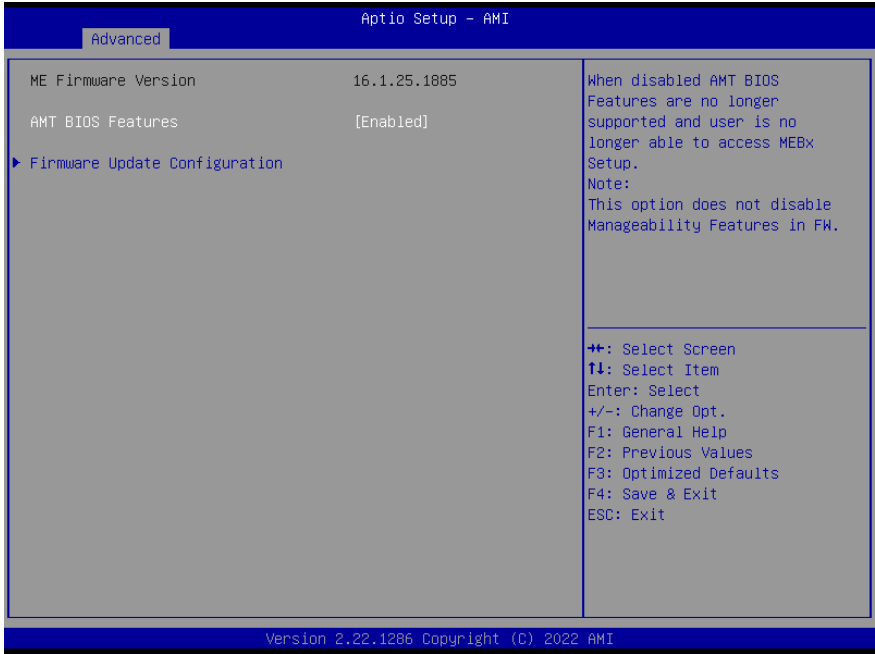 Aptio Setup – AMI
Advanced
ME Firmware Version 16.1.25.1885
AMT BIOS Features [Enabled]
Firmware Update Configuration
When disabled AMT BIOS
Features are no longer
supported and user is no
longer able to access MEBx
Setup.
Note:
This option does not disable
Manageability Features in FW.
→←: Select Screen
↑↓: Select Item
Enter: Select
+/-: Change Opt.
F1: General Help
F2: Previous Values
F3: Optimized Defaults
F4: Save & Exit
ESC: Exit
Version 2.22.1286 Copyright (C) 2022 AMI